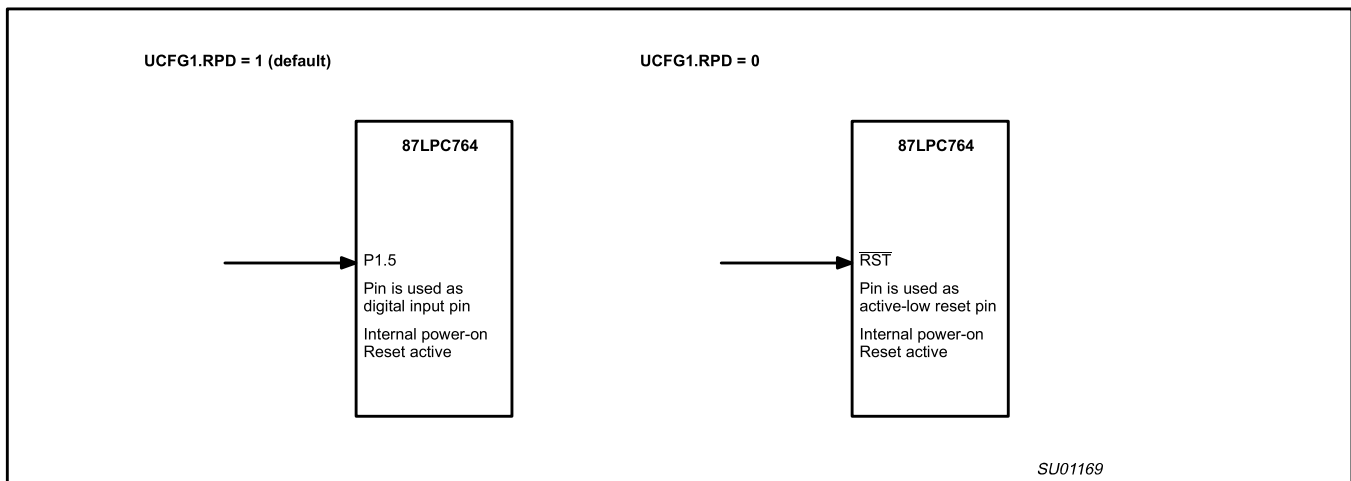 UCFG1.RPD = 1 (default)
87LPC764
P1.5
Pin is used as
digital input pin
Internal power-on
Reset active
UCFG1.RPD = 0
87LPC764
R̅S̅T̅
Pin is used as
active-low reset pin
Internal power-on
Reset active
SU01169